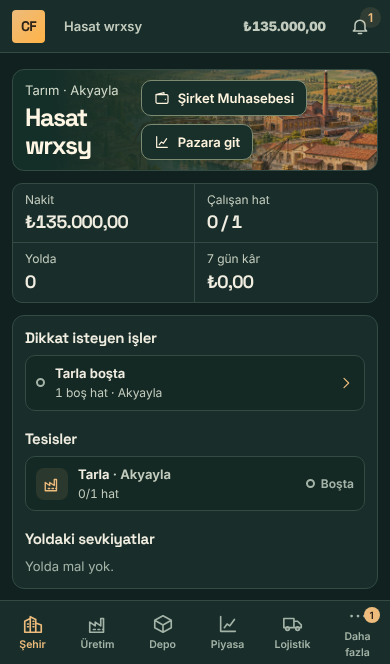 CF
Hasat wrxsy
₺135.000,00
1
Tarım · Akyayla
Hasat
wrxsy
Şirket Muhasebesi
Pazara git
Nakit
₺135.000,00
Çalışan hat
0 / 1
Yolda
0
7 gün kâr
₺0,00
Dikkat isteyen işler
Tarla boşta
1 boş hat · Akyayla
Tesisler
Tarla · Akyayla
0/1 hat
Boşta
Yoldaki sevkiyatlar
Yolda mal yok.
Şehir
Üretim
Depo
Piyasa
Lojistik
1
Daha
fazla